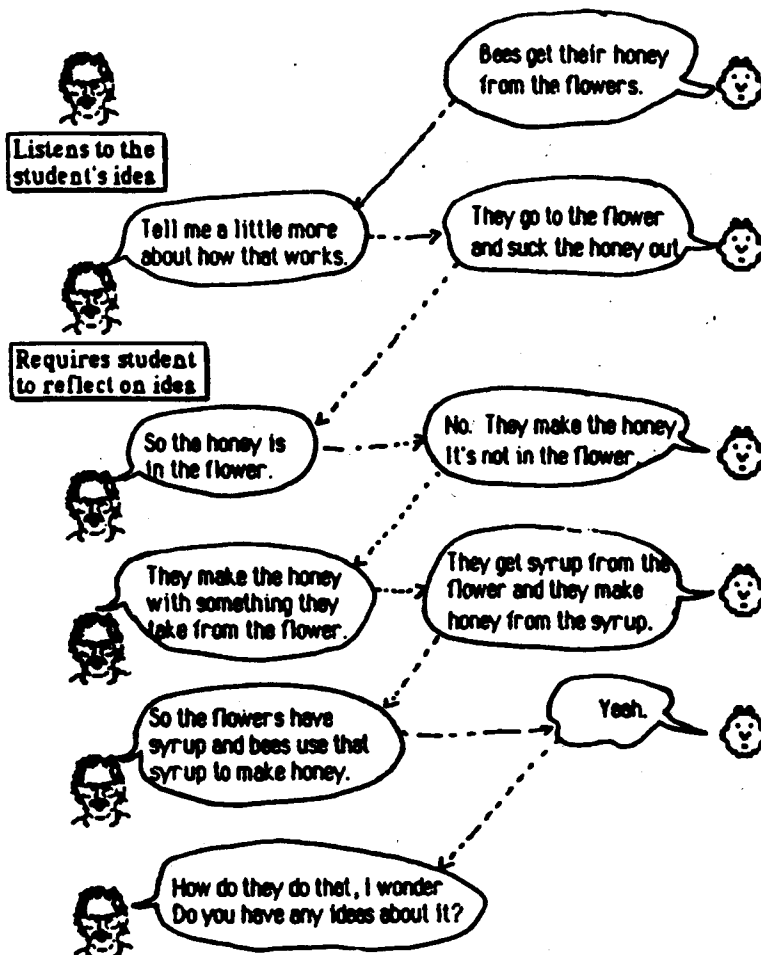 Bees get their honey
from the flowers.
Listens to the
student's idea
Tell me a little more
about how that works.
They go to the flower
and suck the honey out
Requires student
to reflect on idea
So the honey is
in the flower.
No. They make the honey
It's not in the flower.
They make the honey
with something they
take from the flower.
They get syrup from the
flower and they make
honey from the syrup.
So the flowers have
syrup and bees use that
syrup to make honey.
Yeah.
How do they do that, I wonder
Do you have any ideas about it?